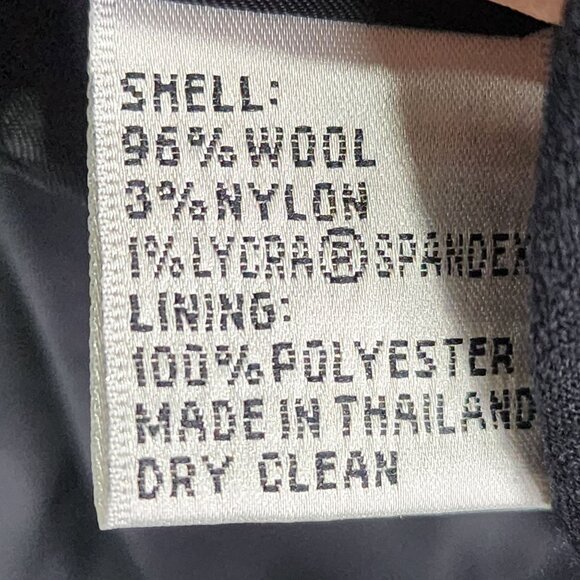 SHELL:
96% WOOL
3% NYLON
1% LYCRA® SPANDEX
LINING:
100% POLYESTER
MADE IN THAILAND
DRY CLEAN